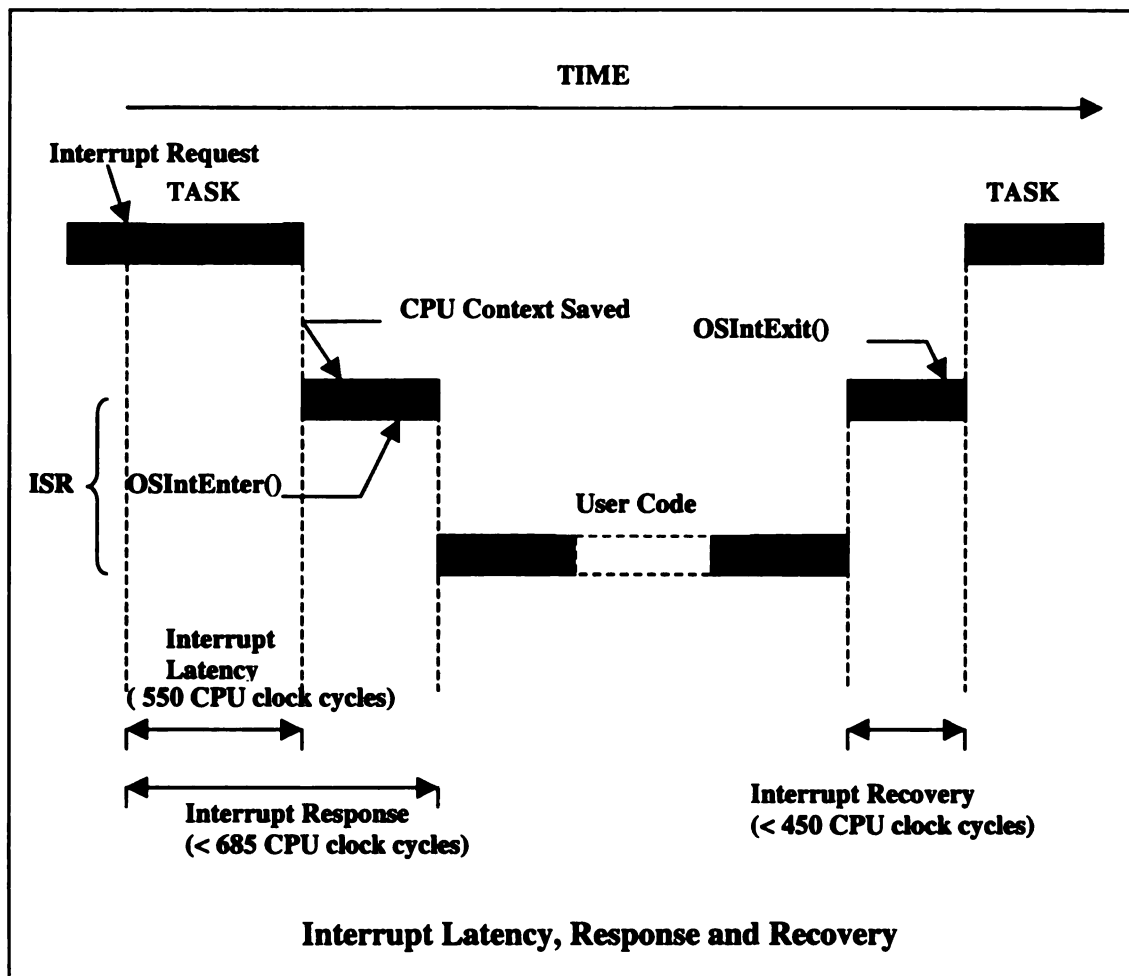 TIME
Interrupt Request
TASK
TASK
CPU Context Saved
OSIntExit()
ISR
OSIntEnter()
User Code
Interrupt
Latency
( 550 CPU clock cycles)
Interrupt Response
(< 685 CPU clock cycles)
Interrupt Recovery
(< 450 CPU clock cycles)
Interrupt Latency, Response and Recovery